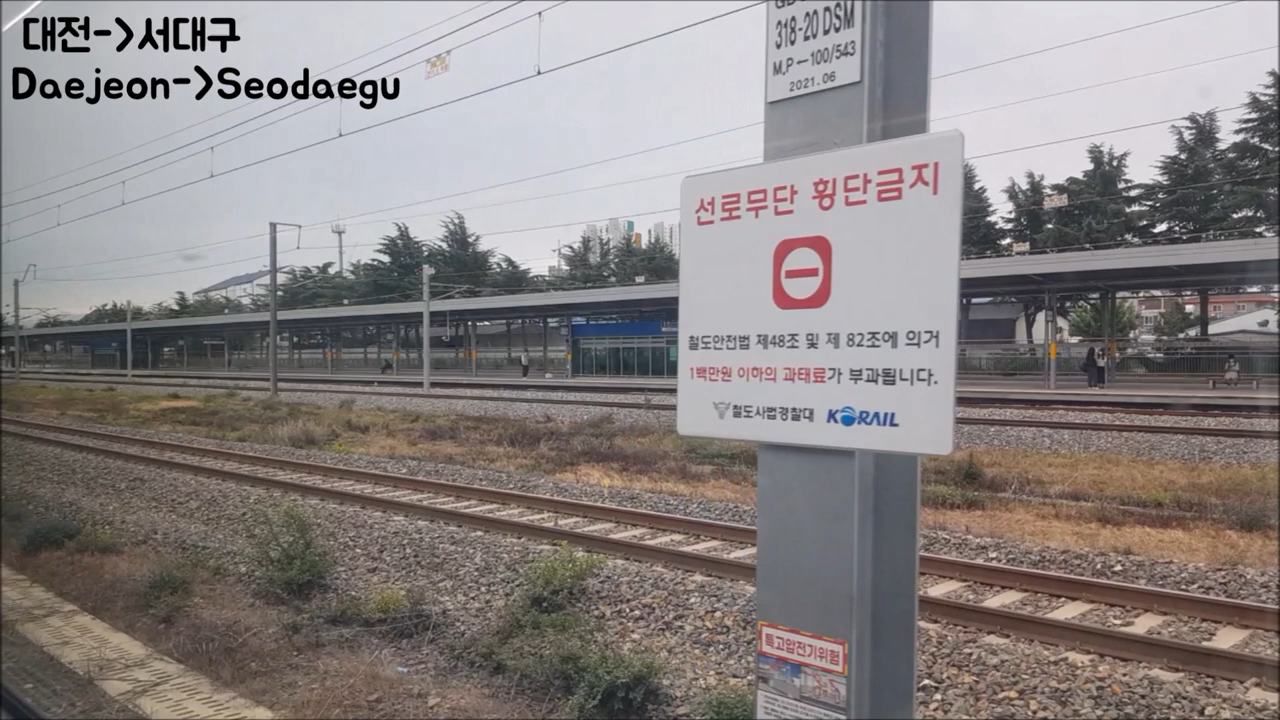 대전->서대구
Daejeon->Seodaegu
318-20 DSM
M,P←100/543
2021.06
선로무단 횡단금지
철도안전법 제48조 및 제 82조에 의거
1백만원 이하의 과태료가 부과됩니다.
철도사법경찰대 KORAIL
특고압전기위험